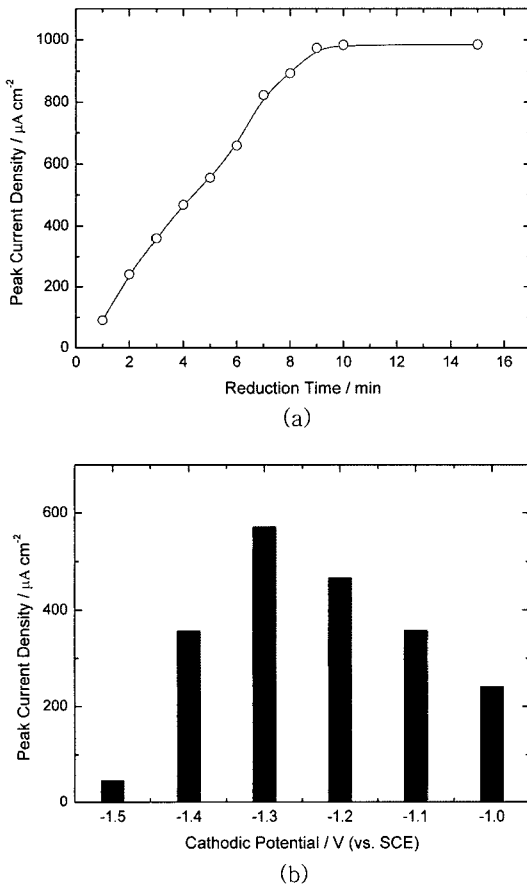 1000
800
600
400
200
0
Peak Current Density / μA cm-2
0 2 4 6 8 10 12 14 16
Reduction Time / min
(a)
600
400
200
0
Peak Current Density / μA cm-2
-1.5 -1.4 -1.3 -1.2 -1.1 -1.0
Cathodic Potential / V (vs. SCE)
(b)